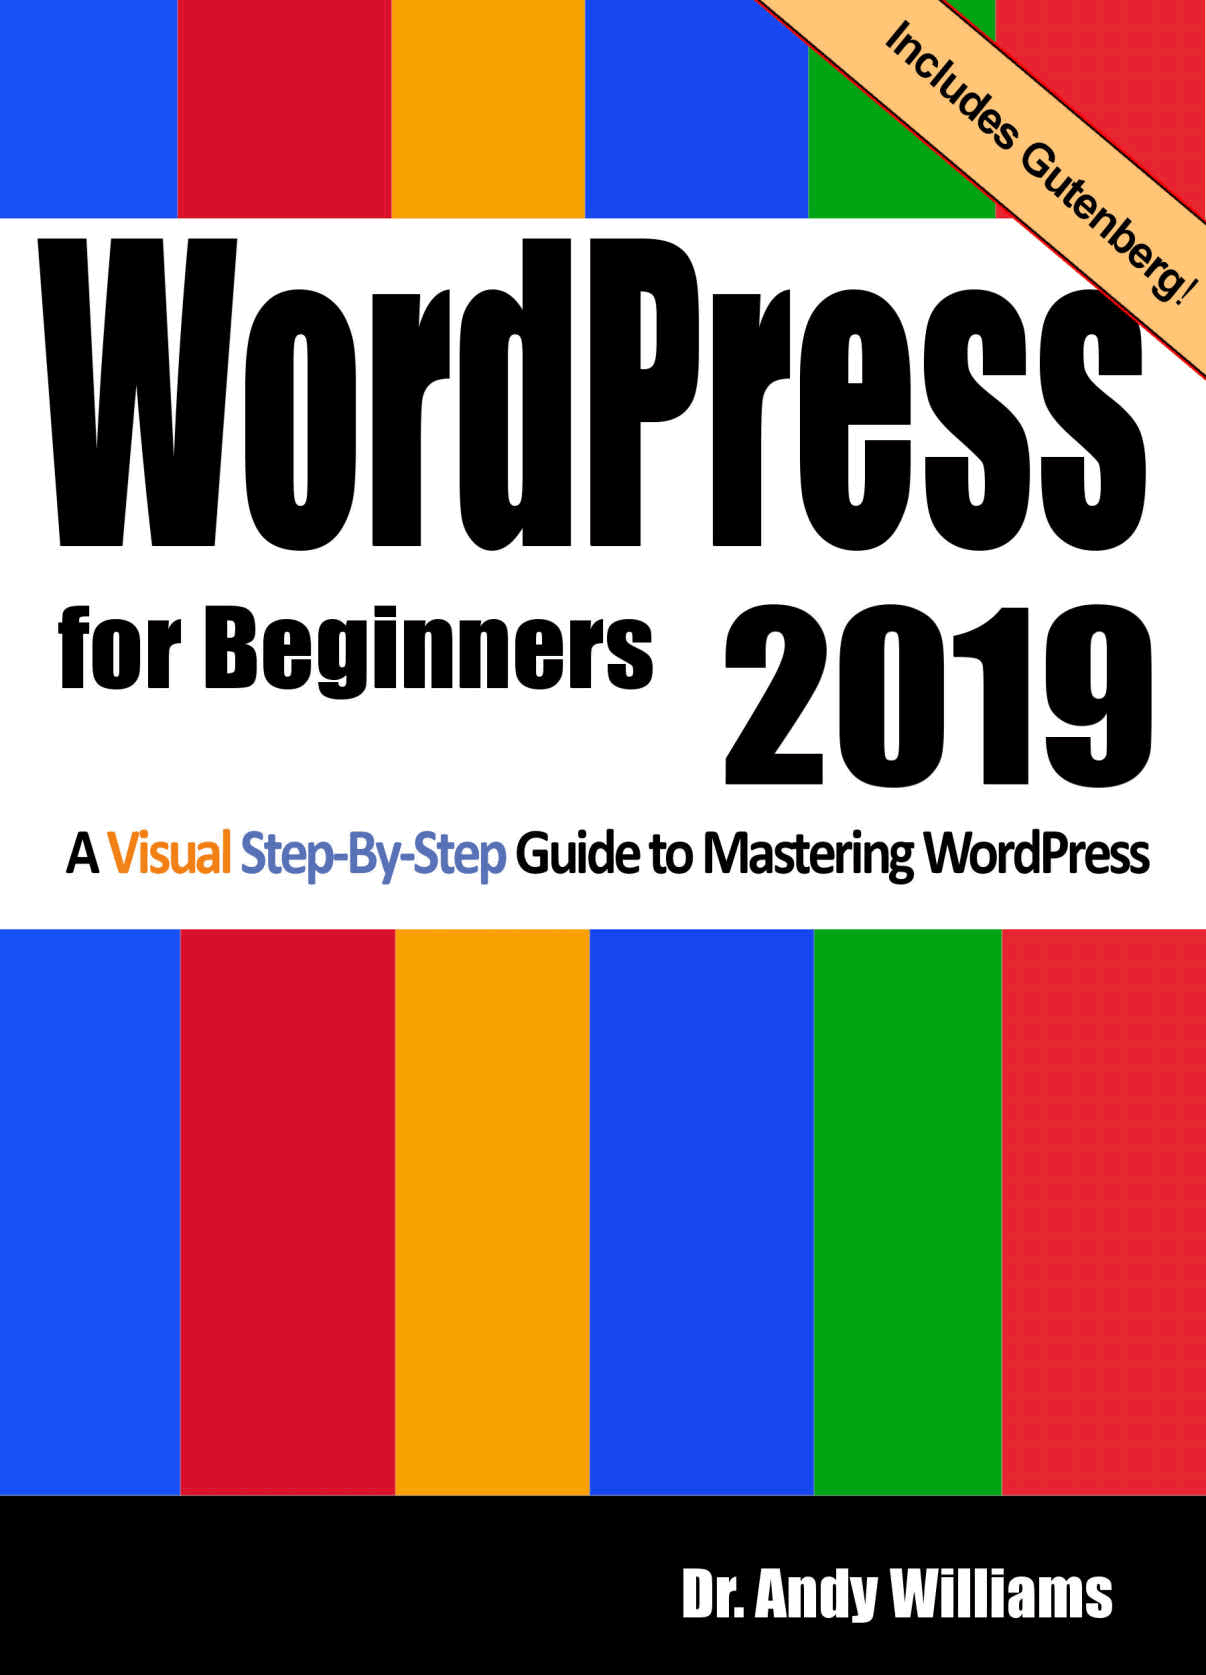 Includes Gutenberg!
WordPress
for Beginners 2019
A Visual Step-By-Step Guide to Mastering WordPress
Dr. Andy Williams